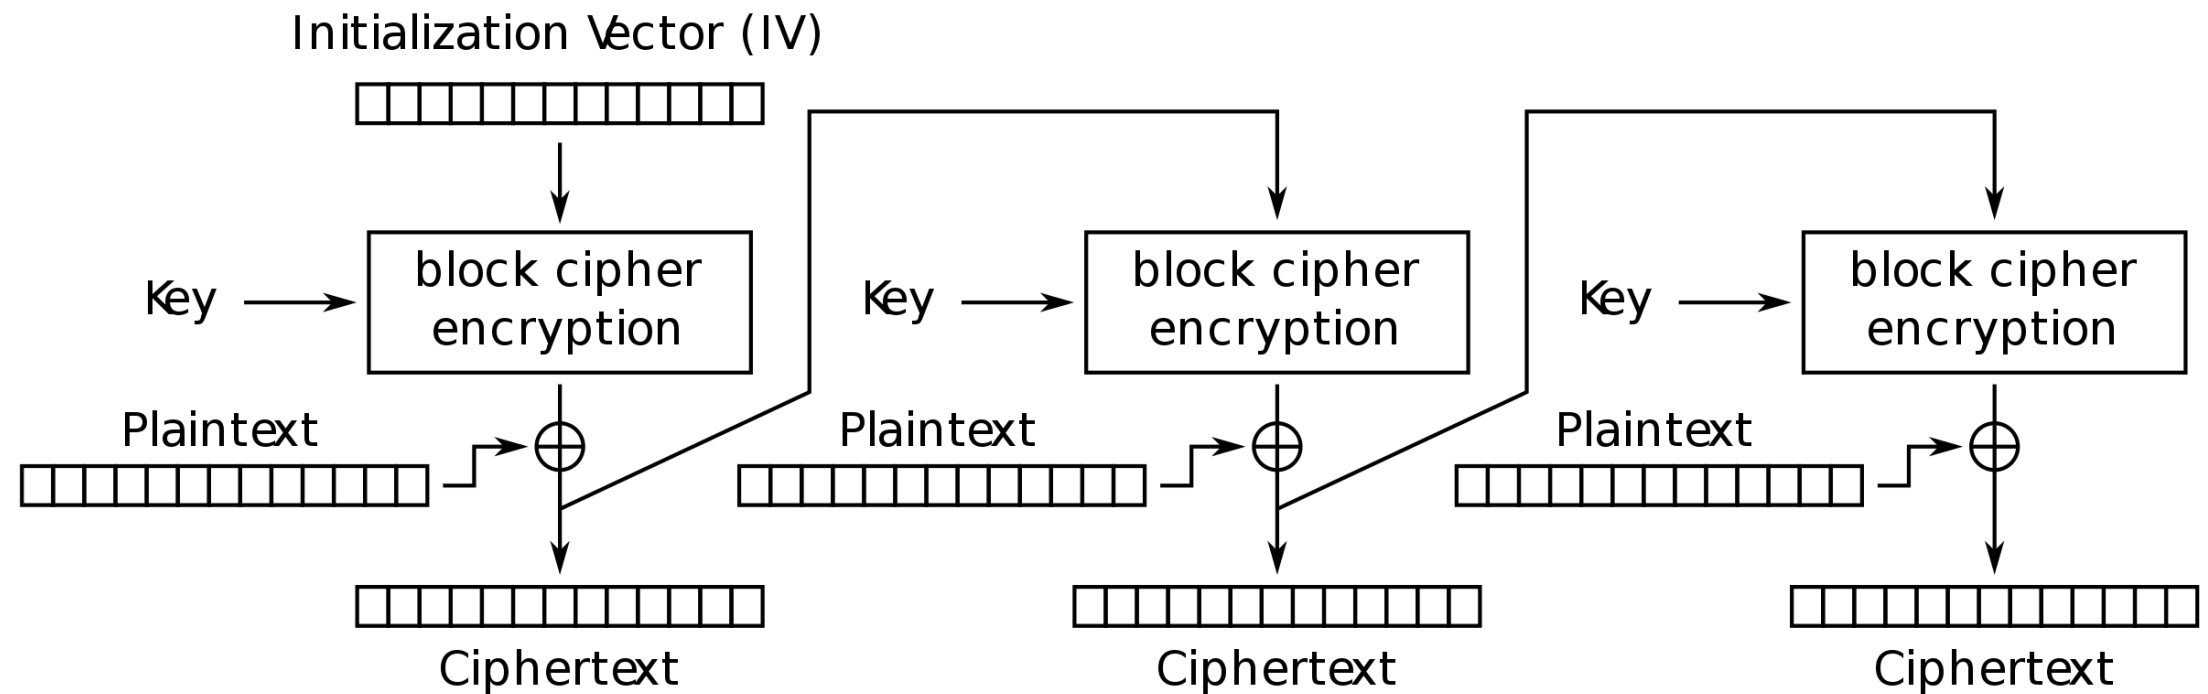 Initialization Vector (IV)
Key
block cipher
encryption
Key
block cipher
encryption
Key
block cipher
encryption
Plaintext
Plaintext
Plaintext
Ciphertext
Ciphertext
Ciphertext